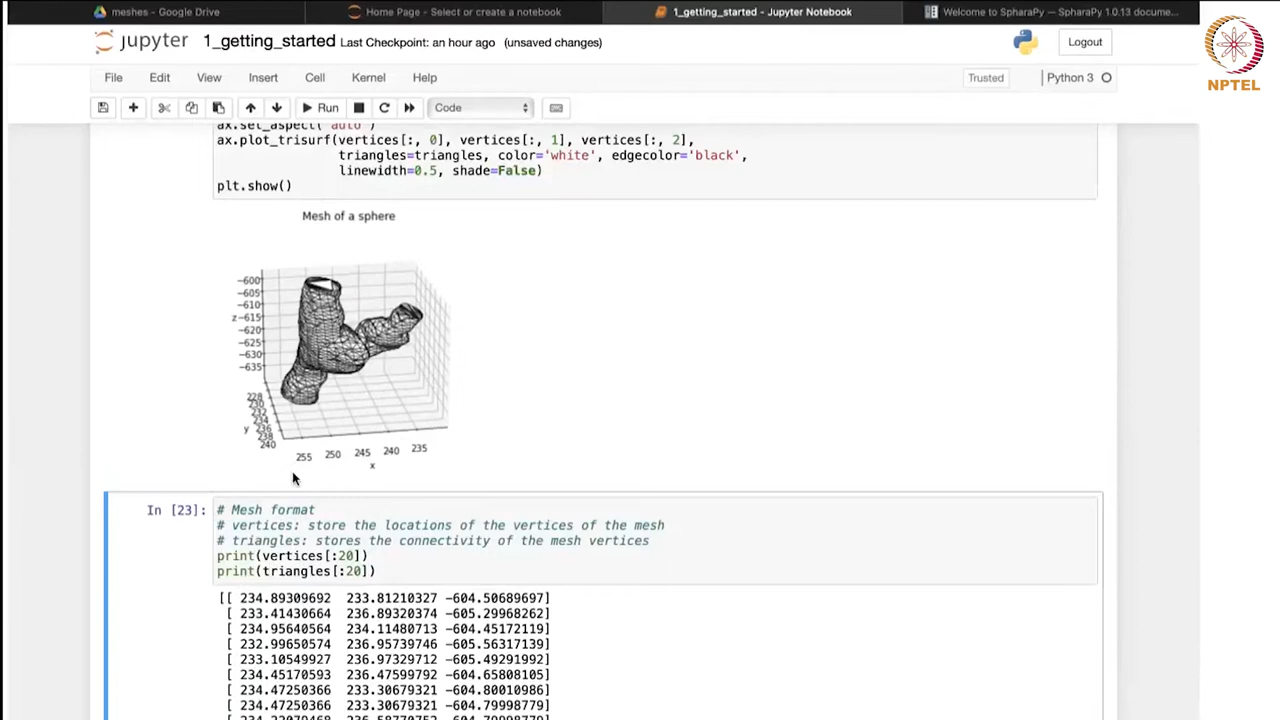 meshes - Google Drive
Home Page - Select or create a notebook
1_getting_started - Jupyter Notebook
Welcome to SpharaPy — SpharaPy 1.0.13 docume...
NPTEL
jupyter 1_getting_started Last Checkpoint: an hour ago (unsaved changes)
Logout
File Edit View Insert Cell Kernel Help
Trusted
Python 3
Run
Code
ax.set_aspect('auto')
ax.plot_trisurf(vertices[:, 0], vertices[:, 1], vertices[:, 2],
triangles=triangles, color='white', edgecolor='black',
linewidth=0.5, shade=False)
plt.show()
Mesh of a sphere
-600
-605
-610
z -615
-620
-625
-630
-635
228
230
232
234
y 236
238
240
255 250 245 240 235
x
In [23]:
# Mesh format
# vertices: store the locations of the vertices of the mesh
# triangles: stores the connectivity of the mesh vertices
print(vertices[:20])
print(triangles[:20])
[[ 234.89309692 233.81210327 -604.50689697]
[ 233.41430664 236.89320374 -605.29968262]
[ 234.95640564 234.11480713 -604.45172119]
[ 232.99650574 236.95739746 -605.56317139]
[ 233.10549927 236.97329712 -605.49291992]
[ 234.45170593 236.47599792 -604.65808105]
[ 234.47250366 233.30679321 -604.80010986]
[ 234.47250366 233.30679321 -604.79998779]